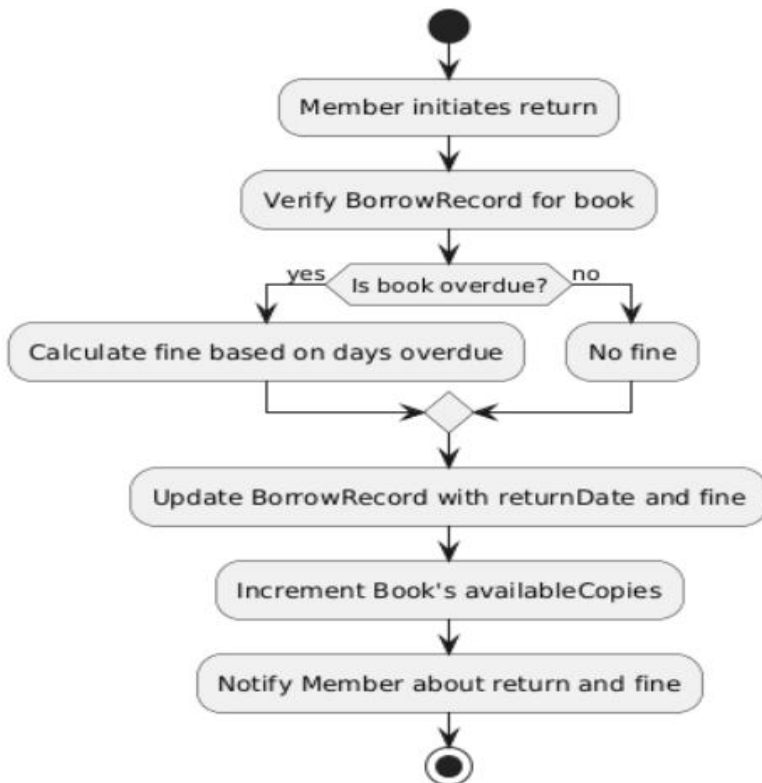 Member initiates return
Verify BorrowRecord for book
yes
Is book overdue?
no
Calculate fine based on days overdue
No fine
Update BorrowRecord with returnDate and fine
Increment Book's availableCopies
Notify Member about return and fine